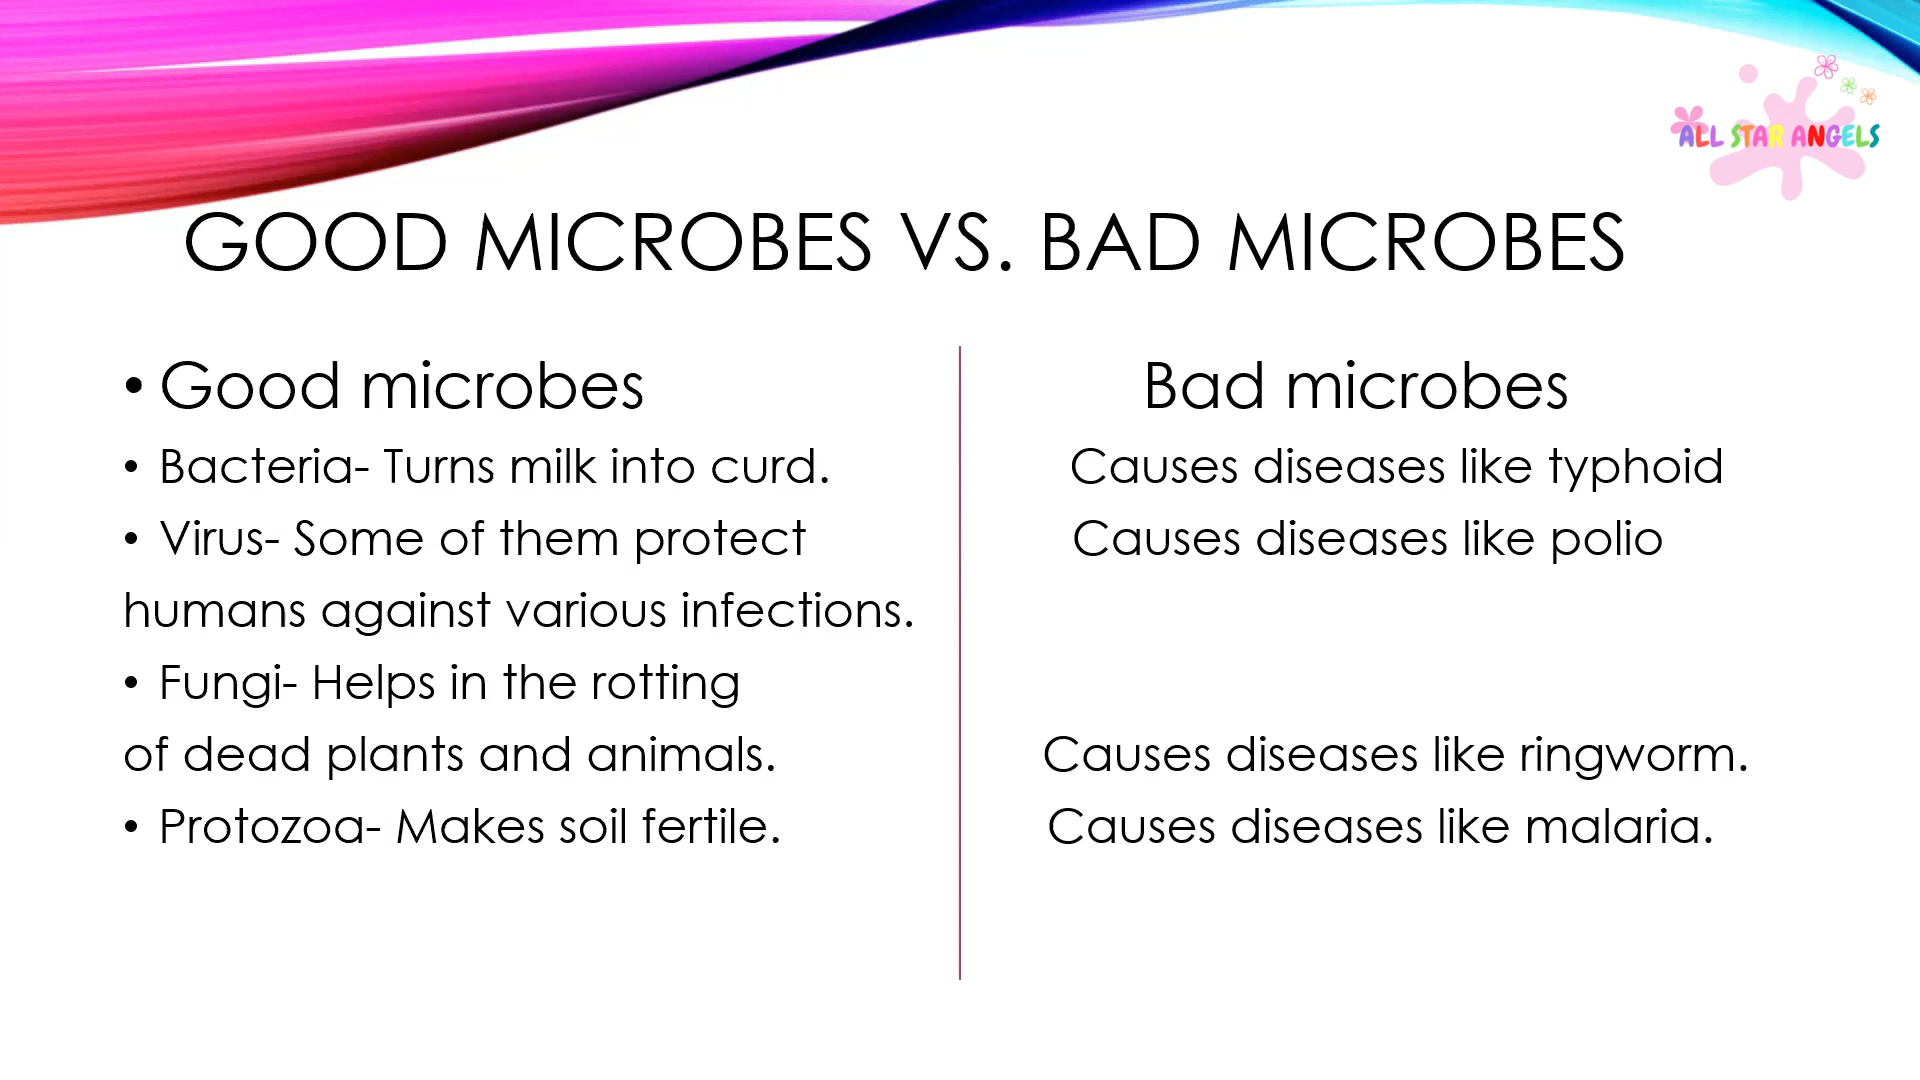 ALL STAR ANGELS
GOOD MICROBES VS. BAD MICROBES
• Good microbes
• Bacteria- Turns milk into curd.
• Virus- Some of them protect
humans against various infections.
• Fungi- Helps in the rotting
of dead plants and animals.
• Protozoa- Makes soil fertile.
Bad microbes
Causes diseases like typhoid
Causes diseases like polio
Causes diseases like ringworm.
Causes diseases like malaria.